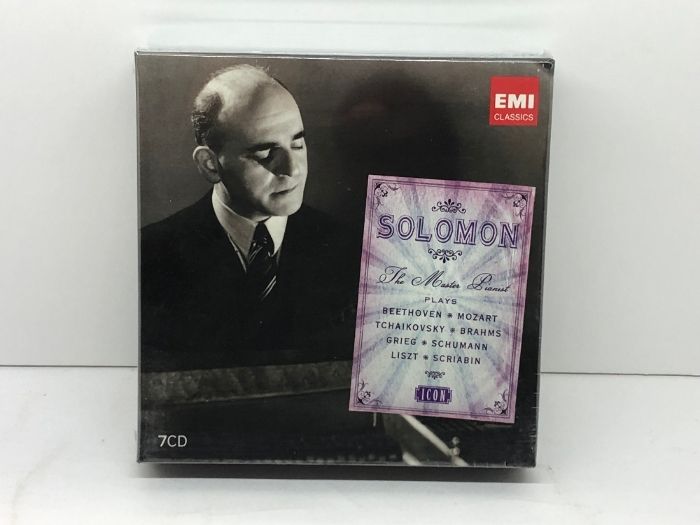 EMI
CLASSICS
SOLOMON
The Master Pianist
PLAYS
BEETHOVEN * MOZART
TCHAIKOVSKY * BRAHMS
GRIEG * SCHUMANN
LISZT * SCRIABIN
ICON
7CD